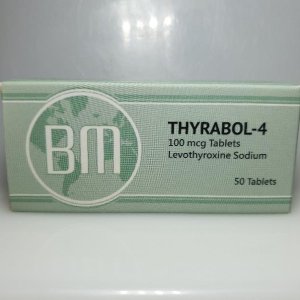 BM
THYRABOL-4
100 mcg Tablets
Levothyroxine Sodium
50 Tablets